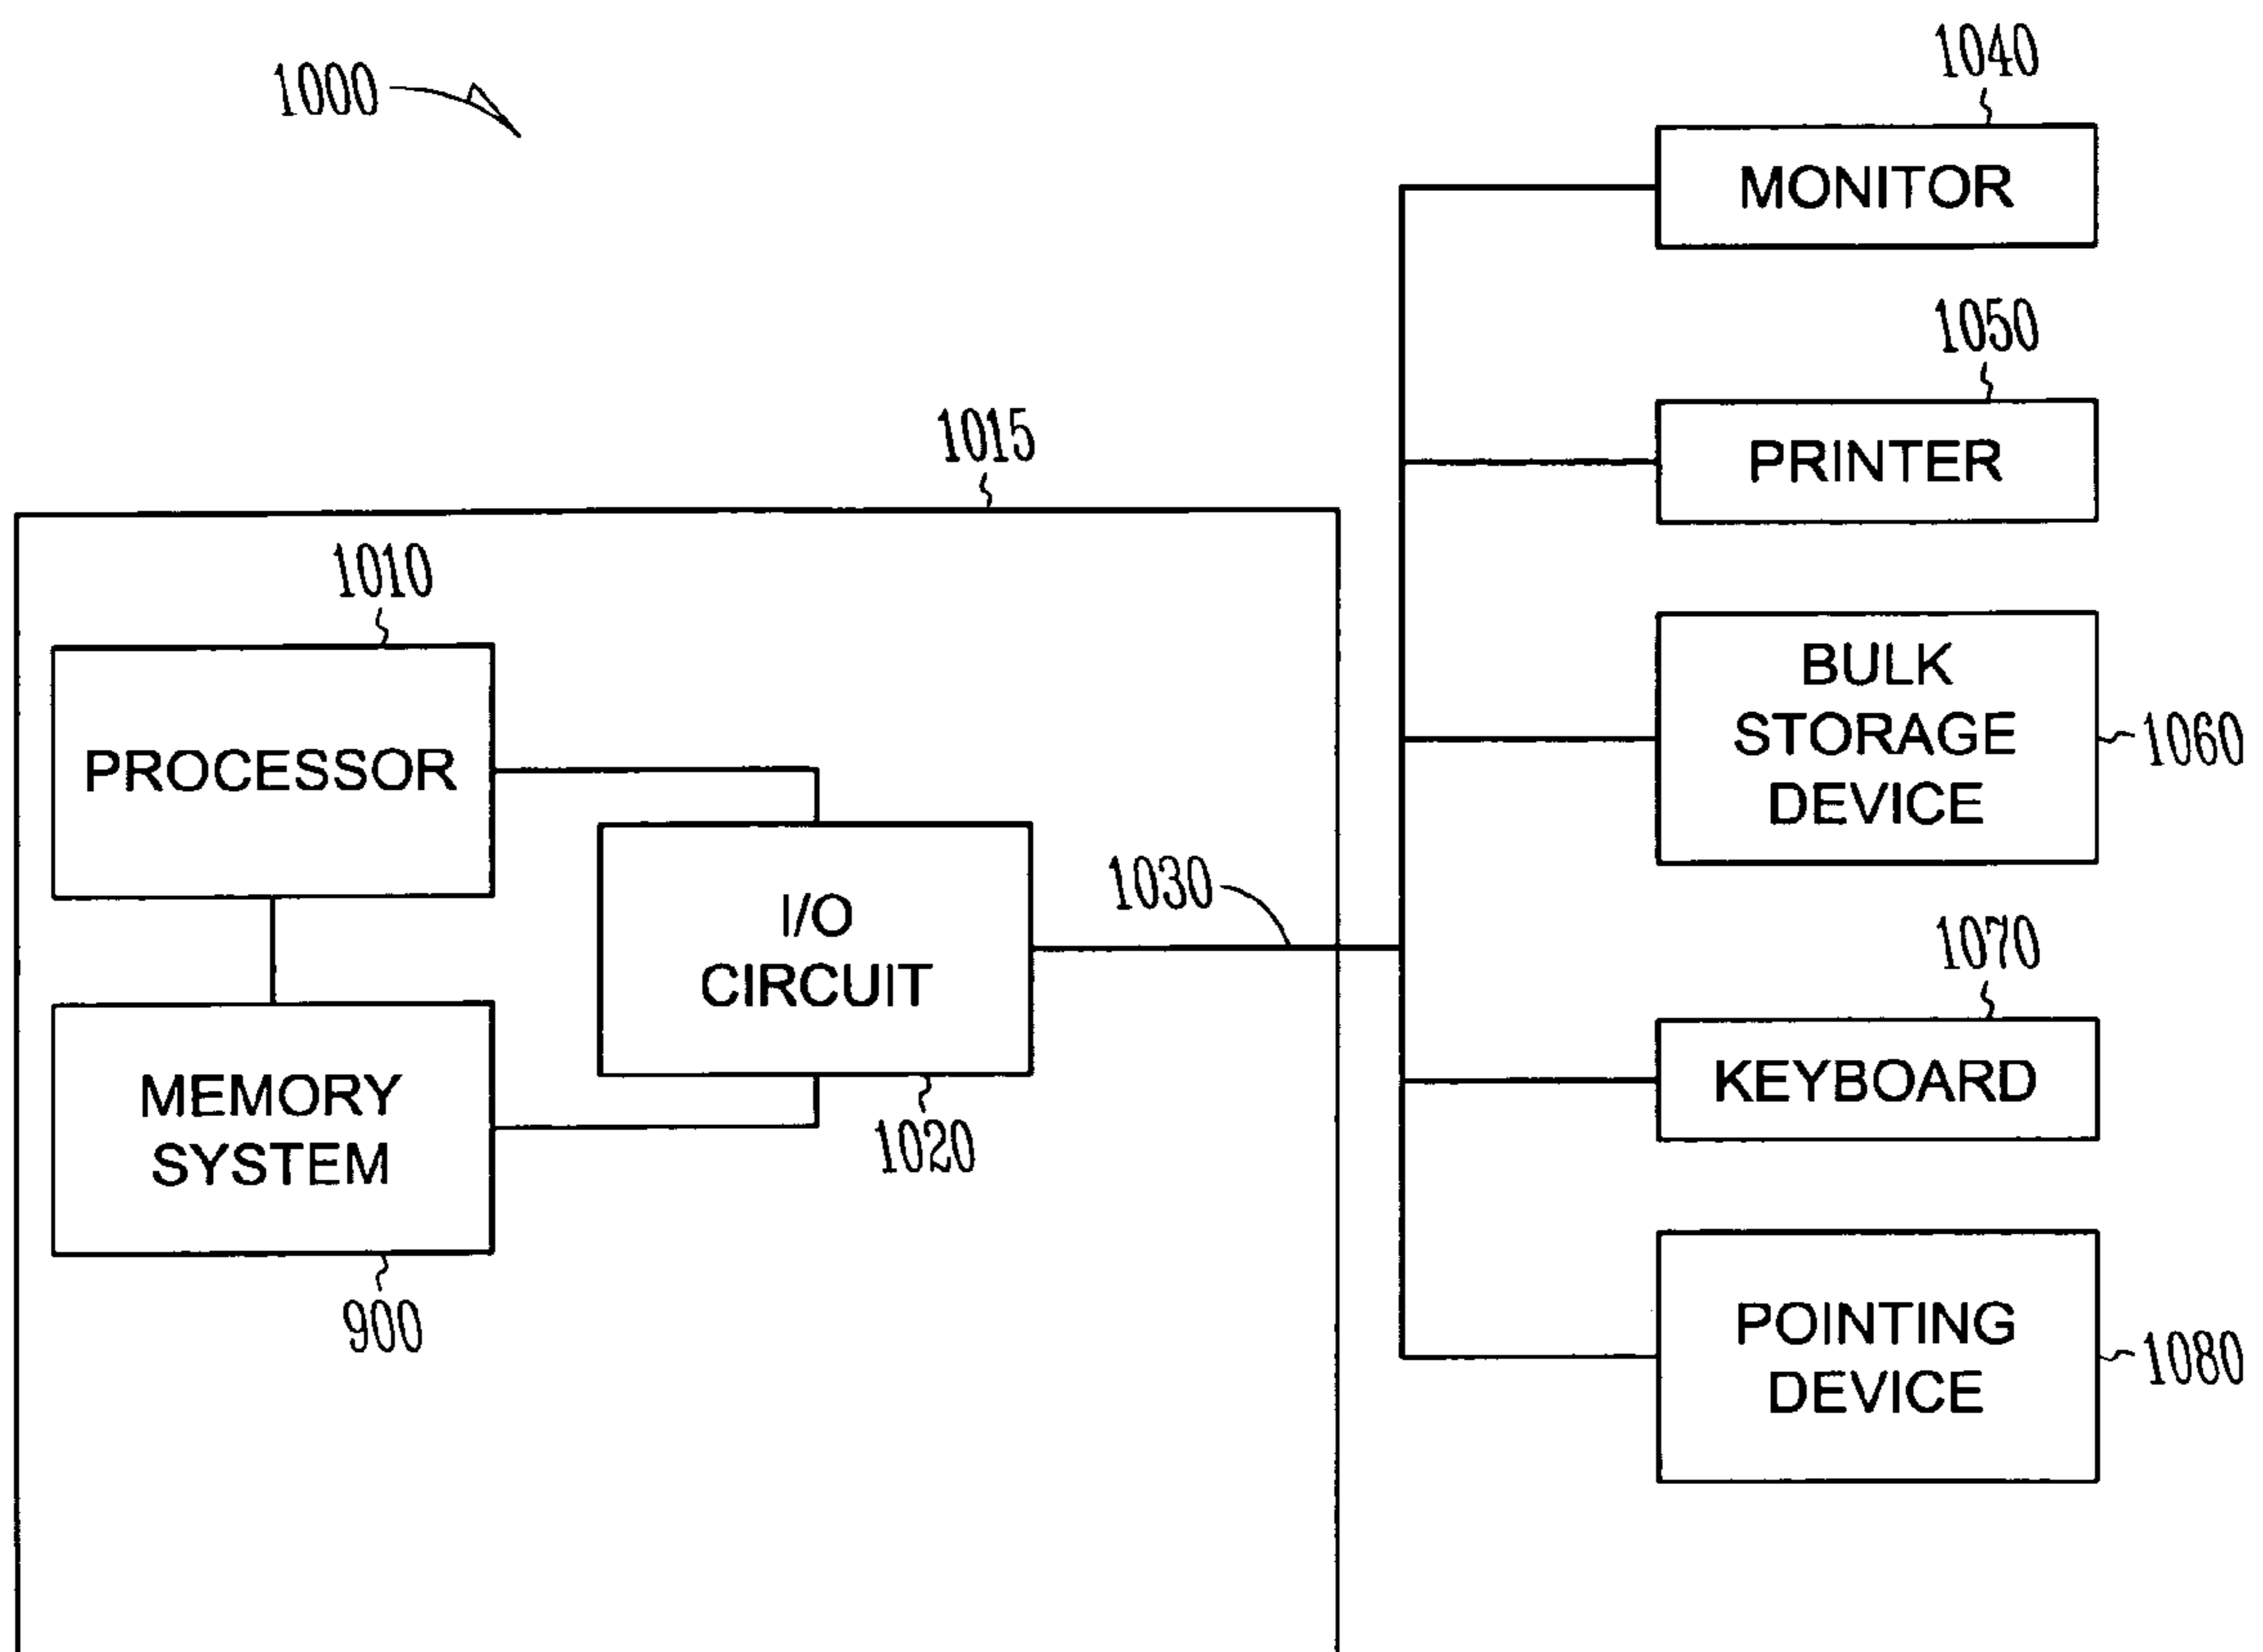 1000
1040
MONITOR
1050
PRINTER
1015
1010
PROCESSOR
BULK
STORAGE
DEVICE
1060
I/O
CIRCUIT
1030
1020
MEMORY
SYSTEM
900
1070
KEYBOARD
POINTING
DEVICE
1080